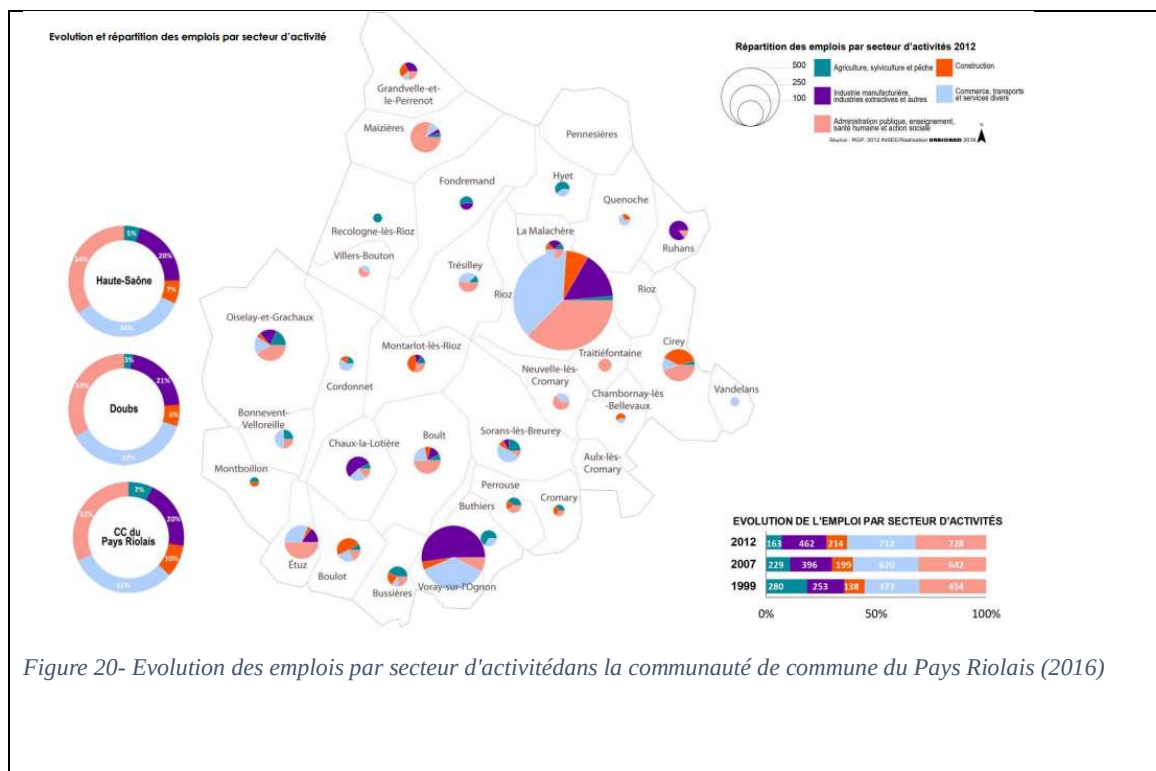 Evolution et répartition des emplois par secteur d'activité
Répartition des emplois par secteur d'activités 2012
500
250
100
Agriculture, sylviculture et pêche
Construction
Industrie manufacturière,
industries extractives et autres
Commerce, transports
et services divers
Administration publique, enseignement,
santé humaine et action sociale
Source : RGP, 2012 INSEE/Réalisation 2016
N
Grandvelle-et-
le-Perrenot
Maizières
Pennesières
Fondremand
Hyet
Quenoche
Recologne-lès-Rioz
La Malachère
Ruhans
Villers-Bouton
Trésilley
Rioz
Rioz
Oiselay-et-Grachaux
Montarlot-lès-Rioz
Traitiéfontaine
Cirey
Cordonnet
Neuvelle-lès-
Cromary
Chambornay-lès
-Bellevaux
Vandelans
Bonnevent-
Velloreille
Chaux-la-Lotière
Boult
Sorans-lès-Breurey
Aulx-lès-
Cromary
Montboillon
Perrouse
Buthiers
Cromary
Étuz
Boulot
Bussières
Voray-sur-l'Ognon
5%
20%
7%
34%
34%
Haute-Saône
3%
21%
6%
37%
33%
Doubs
7%
20%
10%
31%
32%
CC du
Pays Riolais
EVOLUTION DE L'EMPLOI PAR SECTEUR D'ACTIVITÉS
2012 163 462 214 712 728
2007 229 396 199 620 642
1999 280 253 138 373 454
0% 50% 100%
Figure 20- Evolution des emplois par secteur d'activitédans la communauté de commune du Pays Riolais (2016)